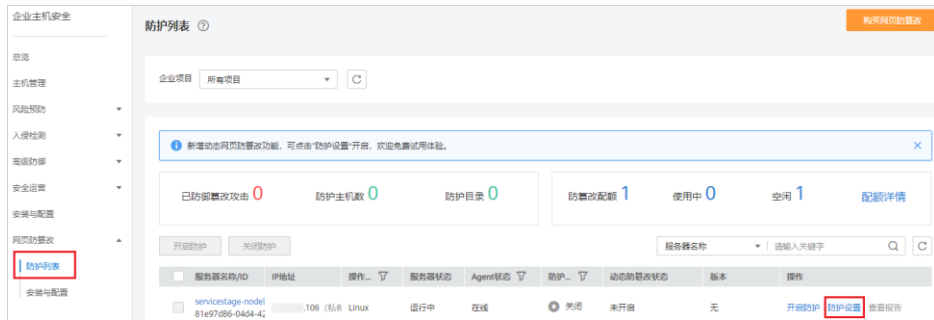 企业主机安全
总览
主机管理
风险预防
入侵检测
高级防御
安全运营
安装与配置
网页防篡改
防护列表
安装与配置
防护列表
购买网页防篡改
企业项目 所有项目
新增动态网页防篡改功能，可点击“防护设置”开启，欢迎免费试用体验。
已防御篡改攻击 0 防护主机数 0 防护目录 0 防篡改配额 1 使用中 0 空闲 1 配额详情
开启防护 关闭防护 服务器名称 请输入关键字
服务器名称/ID IP地址 操作... 服务器状态 Agent状态 防护... 动态防篡改状态 版本 操作
servicestage-nodel
81e97d86-04d4-42
.106 (私有 Linux 运行中 在线 关闭 未开启 无 开启防护 防护设置 查看报告